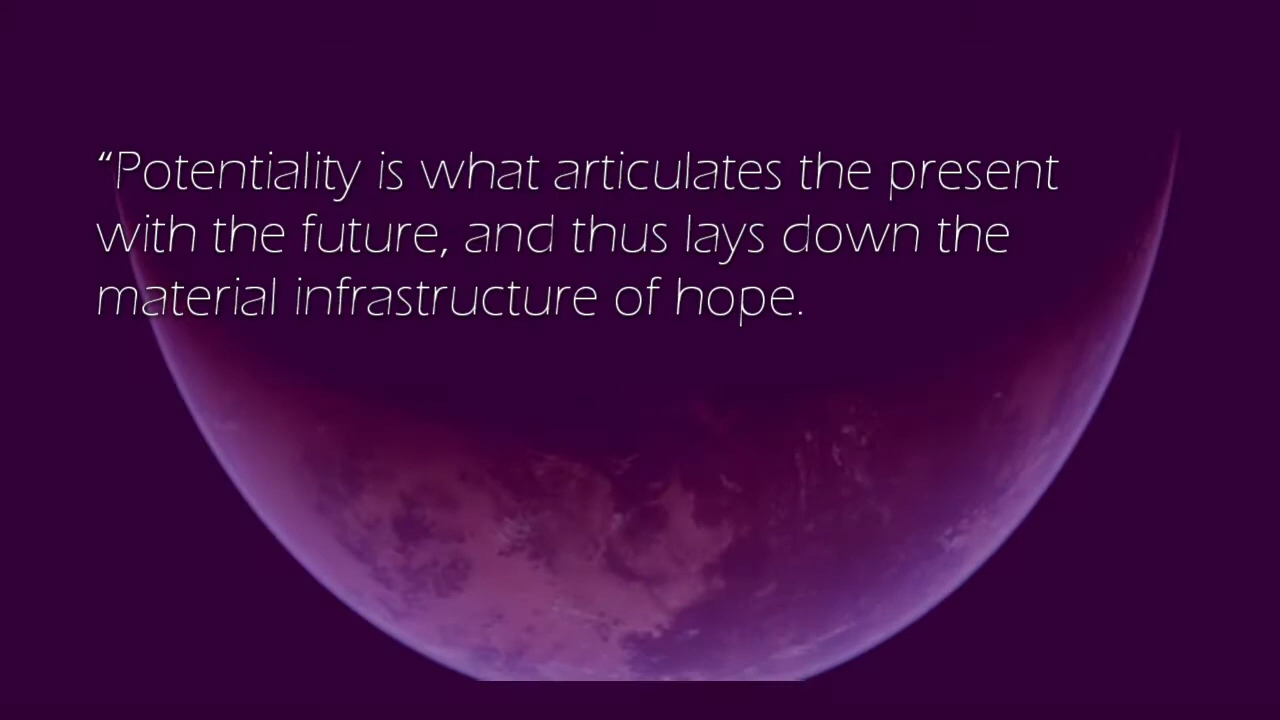 “Potentiality is what articulates the present
with the future, and thus lays down the
material infrastructure of hope.